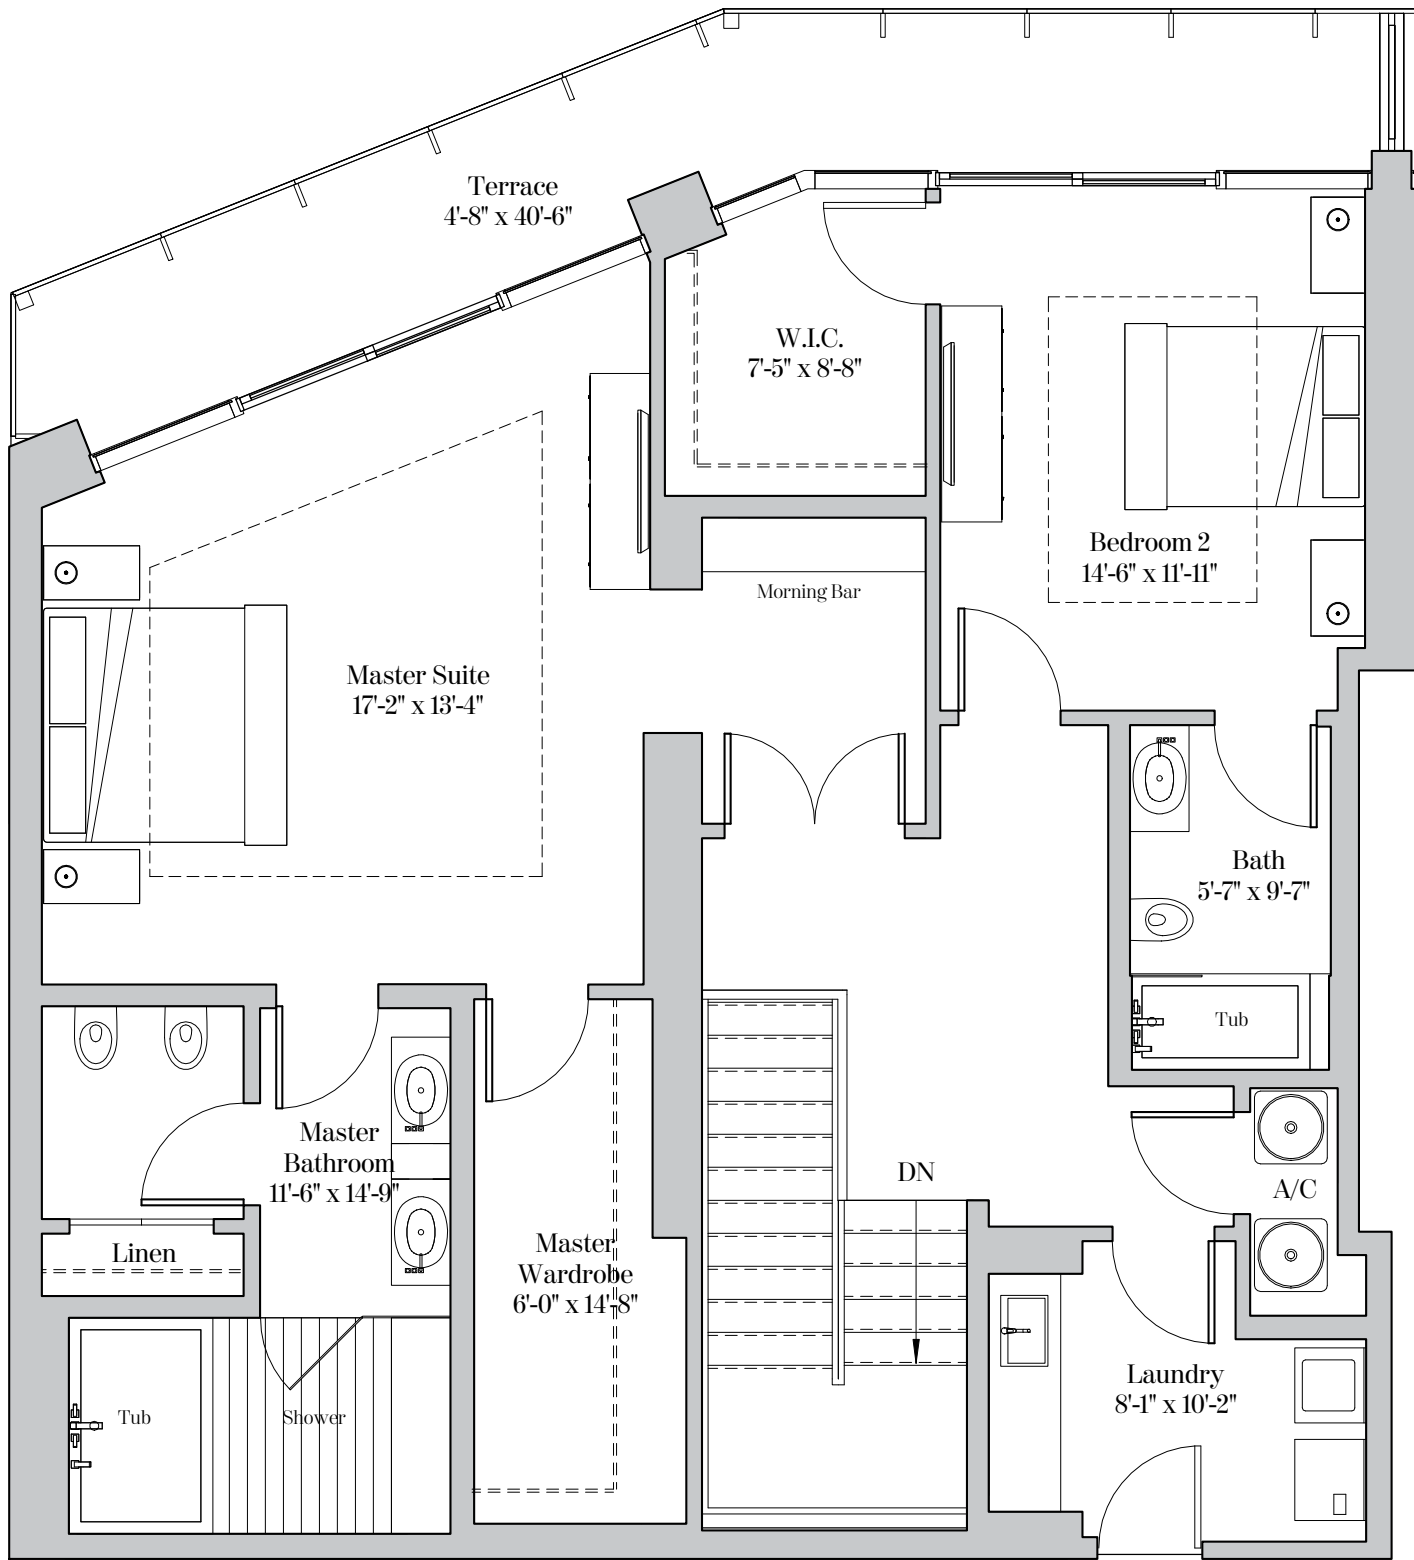 Terrace
4'-8" x 40'-6"
W.I.C.
7'-5" x 8'-8"
Bedroom 2
14'-6" x 11'-11"
Morning Bar
Master Suite
17'-2" x 13'-4"
Bath
5'-7" x 9'-7"
Tub
Master
Bathroom
11'-6" x 14'-9"
DN
A/C
Linen
Master
Wardrobe
6'-0" x 14'-8"
Laundry
8'-1" x 10'-2"
Tub
Shower